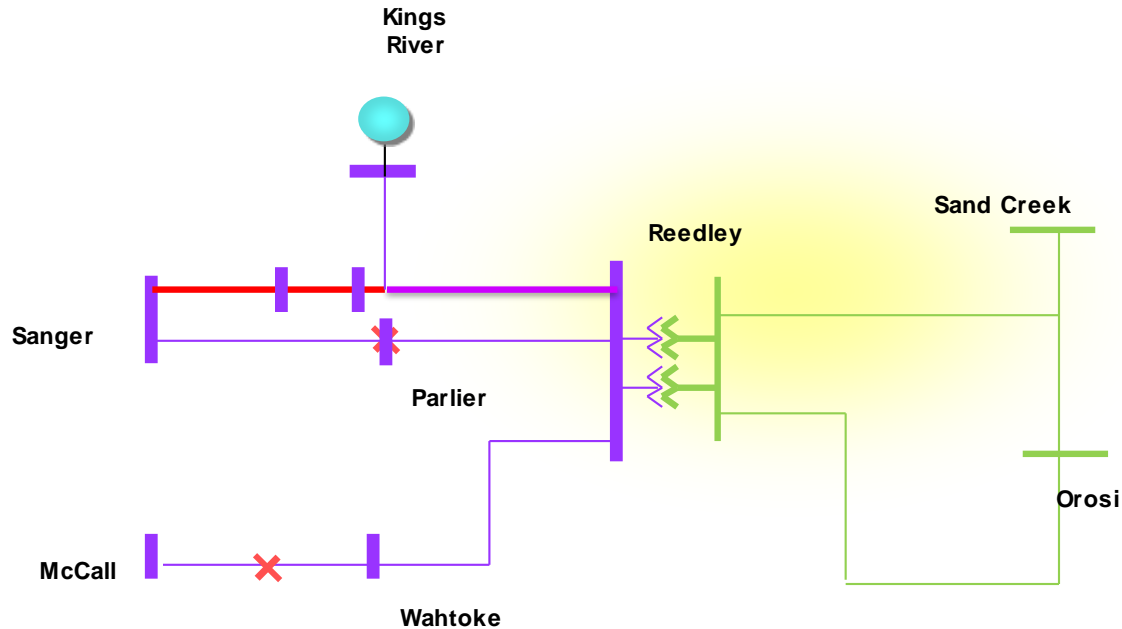 Kings
River
Sand Creek
Reedley
Sanger
Parlier
Orosi
McCall
Wahtoke